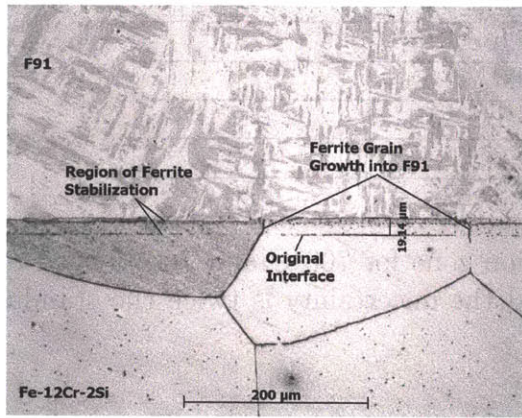 F91
Ferrite Grain
Growth into F91
Region of Ferrite
Stabilization
19.14 µm
Original
Interface
Fe-12Cr-2Si
200 µm